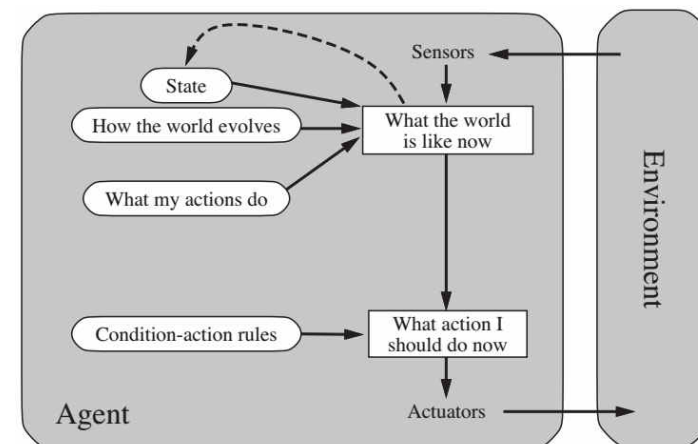 Sensors
State
What the world
is like now
How the world evolves
What my actions do
Environment
Condition-action rules
What action I
should do now
Agent
Actuators